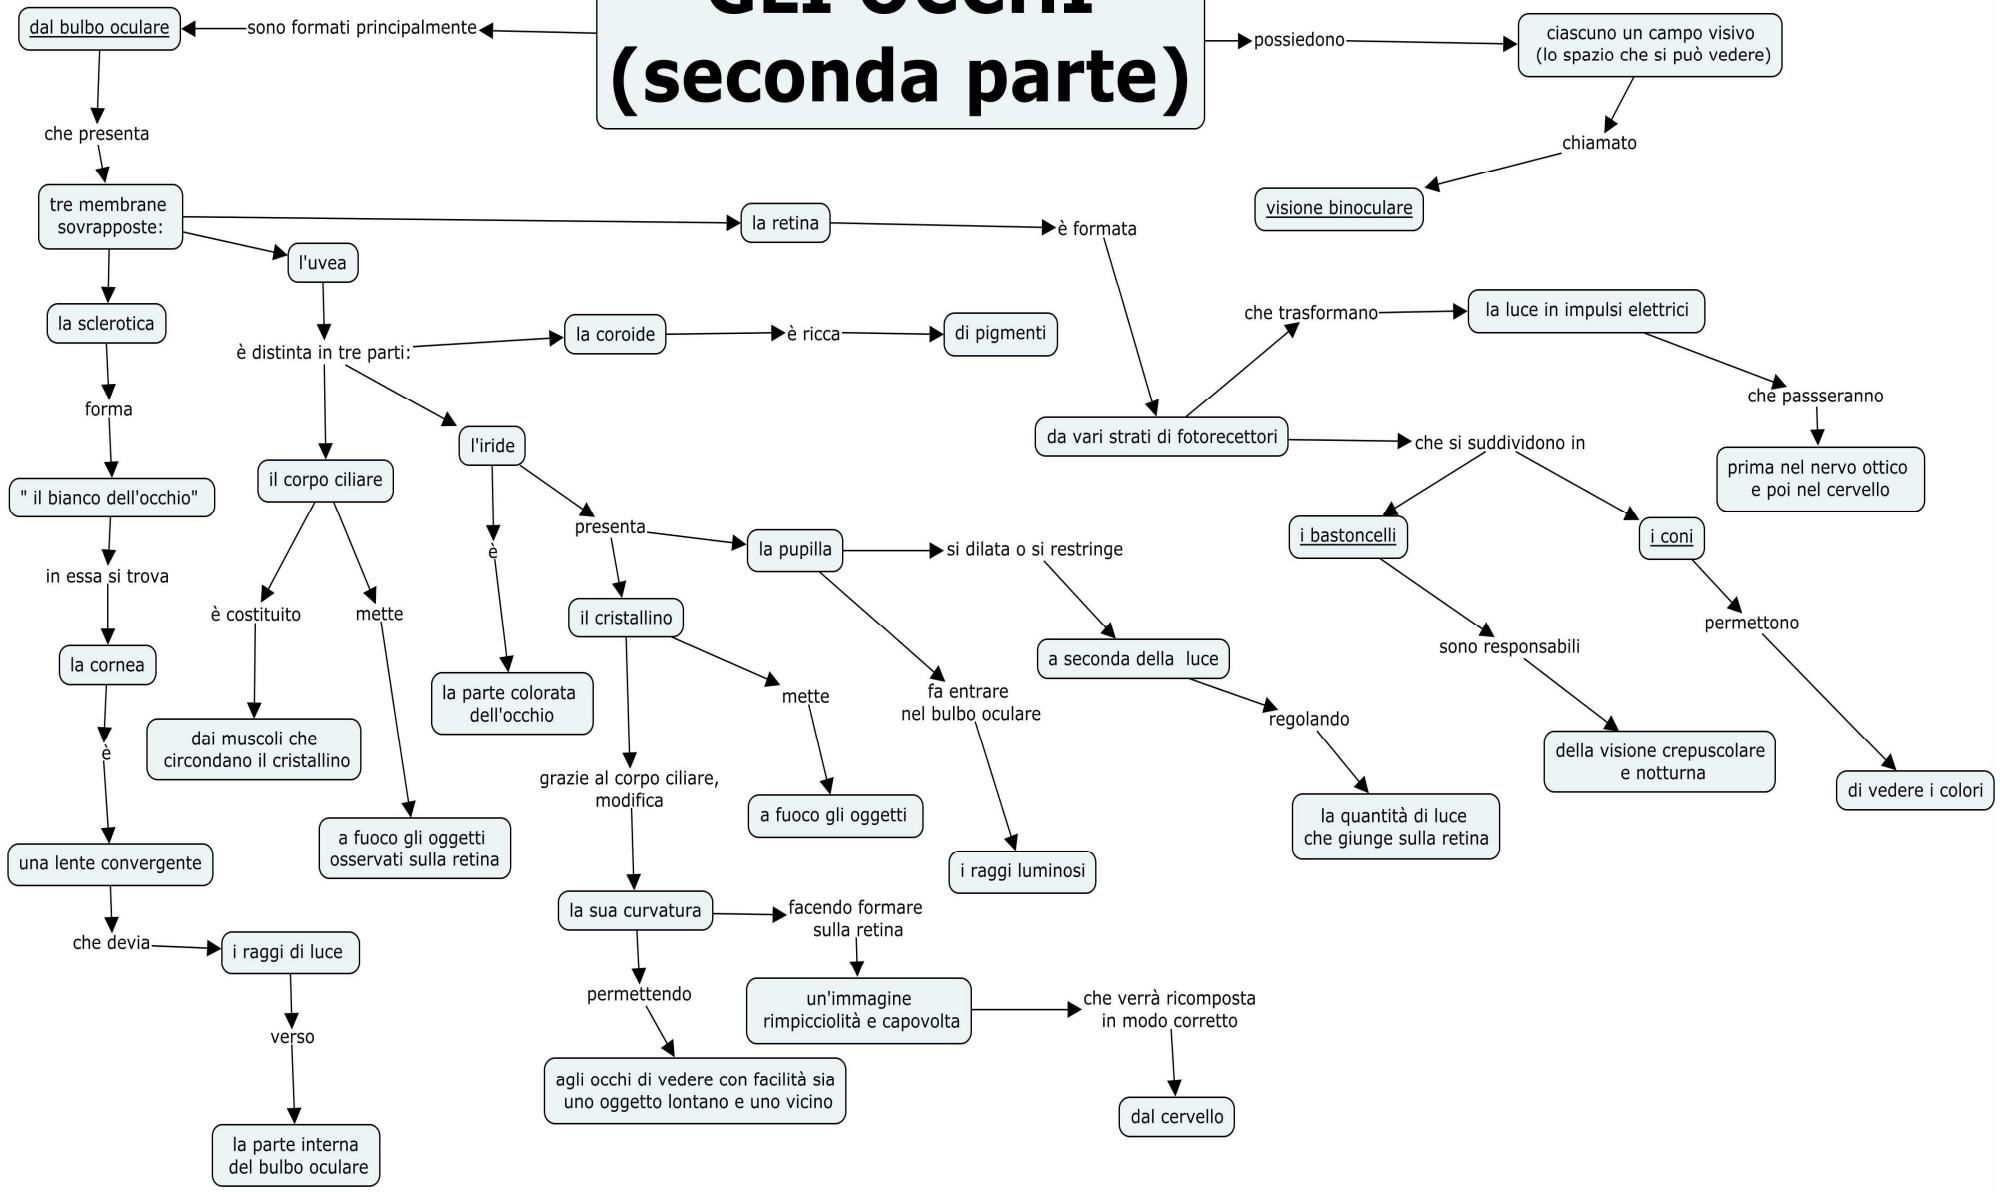 GLI OCCHI
(seconda parte)
dal bulbo oculare
sono formati principalmente
possiedono
ciascuno un campo visivo
(lo spazio che si può vedere)
che presenta
chiamato
tre membrane
sovrapposte:
visione binoculare
la retina
è formata
l'uvea
la sclerotica
è distinta in tre parti:
la coroide
è ricca
di pigmenti
che trasformano
la luce in impulsi elettrici
che passseranno
prima nel nervo ottico
e poi nel cervello
forma
l'iride
da vari strati di fotorecettori
che si suddividono in
" il bianco dell'occhio"
il corpo ciliare
presenta
la pupilla
si dilata o si restringe
i bastoncelli
i coni
in essa si trova
è costituito
mette
è
il cristallino
a seconda della  luce
sono responsabili
permettono
la cornea
la parte colorata
dell'occhio
mette
fa entrare
nel bulbo oculare
regolando
della visione crepuscolare
e notturna
di vedere i colori
è
dai muscoli che
circondano il cristallino
grazie al corpo ciliare,
modifica
a fuoco gli oggetti
la quantità di luce
che giunge sulla retina
una lente convergente
a fuoco gli oggetti
osservati sulla retina
i raggi luminosi
la sua curvatura
facendo formare
sulla retina
che devia
i raggi di luce
permettendo
un'immagine
rimpicciolità e capovolta
che verrà ricomposta
in modo corretto
verso
agli occhi di vedere con facilità sia
uno oggetto lontano e uno vicino
dal cervello
la parte interna
del bulbo oculare